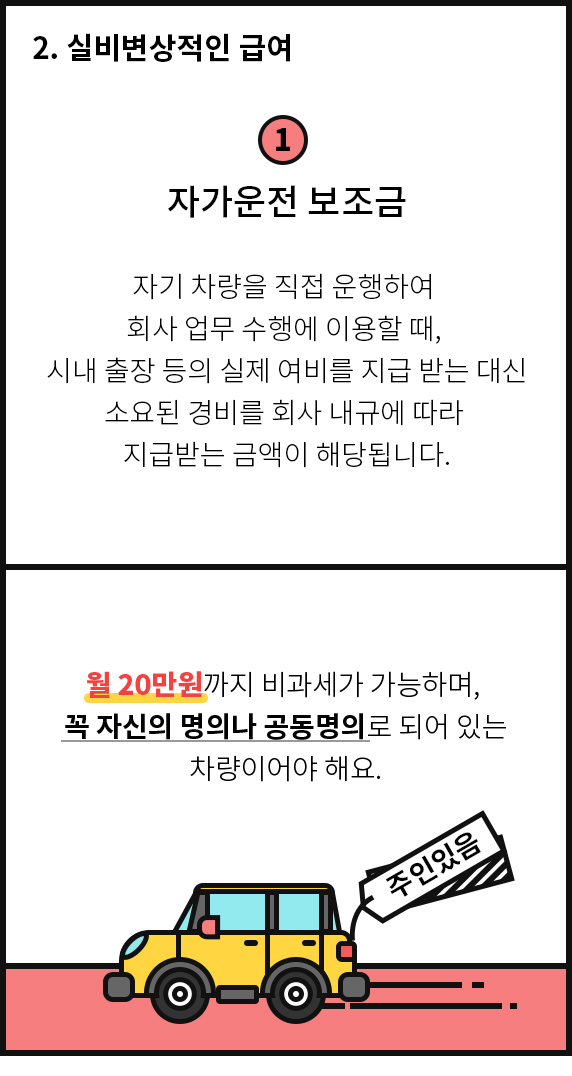 2. 실비변상적인 급여
1
자가운전 보조금
자기 차량을 직접 운행하여
회사 업무 수행에 이용할 때,
시내 출장 등의 실제 여비를 지급 받는 대신
소요된 경비를 회사 내규에 따라
지급받는 금액이 해당됩니다.
월 20만원까지 비과세가 가능하며,
꼭 자신의 명의나 공동명의로 되어 있는
차량이어야 해요.
주인있음